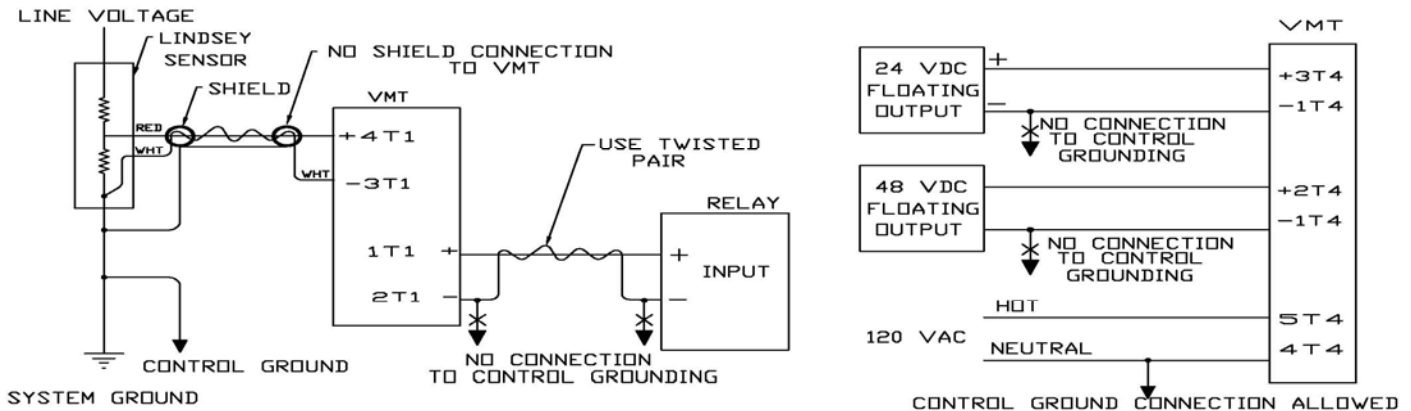 LINE VOLTAGE
LINDSEY
SENSOR
NO SHIELD CONNECTION
TO VMT
SHIELD
RED
WHT
WHT
VMT
+4T1
-3T1
1T1 +
2T1 -
USE TWISTED
PAIR
RELAY
+
INPUT
-
NO CONNECTION
TO CONTROL GROUNDING
CONTROL GROUND
SYSTEM GROUND
VMT
24 VDC
FLOATING
OUTPUT
+
-
+3T4
-1T4
NO CONNECTION
TO CONTROL
GROUNDING
48 VDC
FLOATING
OUTPUT
+2T4
-1T4
NO CONNECTION
TO CONTROL
GROUNDING
120 VAC
HOT
NEUTRAL
5T4
4T4
CONTROL GROUND CONNECTION ALLOWED